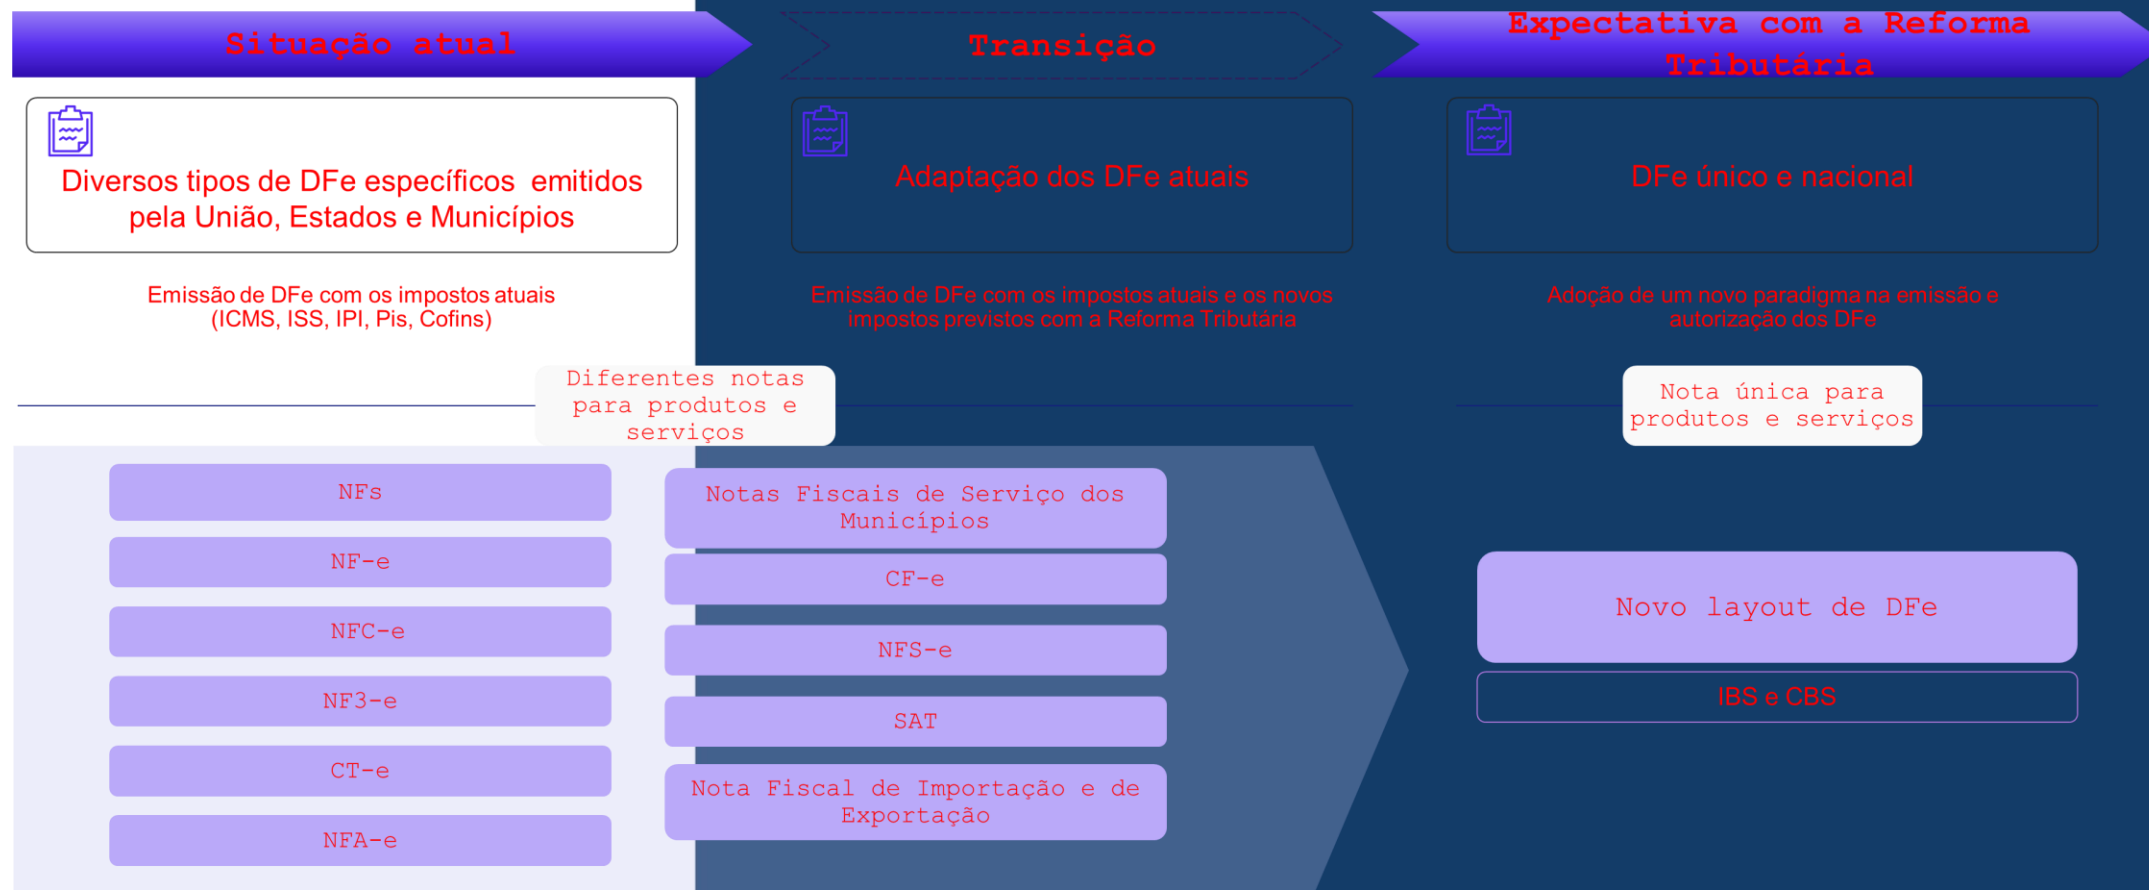 Situação atual
Transição
Expectativa com a Reforma
Tributária
Diversos tipos de DFe específicos  emitidos
pela União, Estados e Municípios
Adaptação dos DFe atuais
DFe único e nacional
Emissão de DFe com os impostos atuais
(ICMS, ISS, IPI, Pis, Cofins)
Emissão de DFe com os impostos atuais e os novos
impostos previstos com a Reforma Tributária
Adoção de um novo paradigma na emissão e
autorização dos DFe
Diferentes notas
para produtos e
serviços
Nota única para
produtos e serviços
NFs
NF-e
NFC-e
NF3-e
CT-e
NFA-e
Notas Fiscais de Serviço dos
Municípios
CF-e
NFS-e
SAT
Nota Fiscal de Importação e de
Exportação
Novo layout de DFe
IBS e CBS